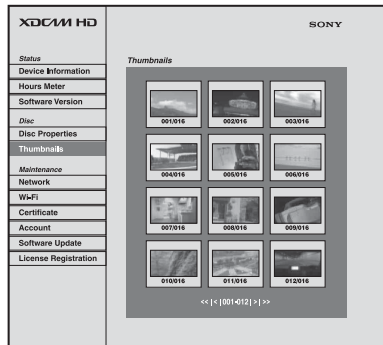 XDCAM HD
SONY
Status
Device Information
Hours Meter
Software Version
Disc
Disc Properties
Thumbnails
Maintenance
Network
Wi-Fi
Certificate
Account
Software Update
License Registration
Thumbnails
001/016 002/016 003/016
004/016 005/016 006/016
007/016 008/016 009/016
010/016 011/016 012/016
<< | < | 001-012 | > | >>